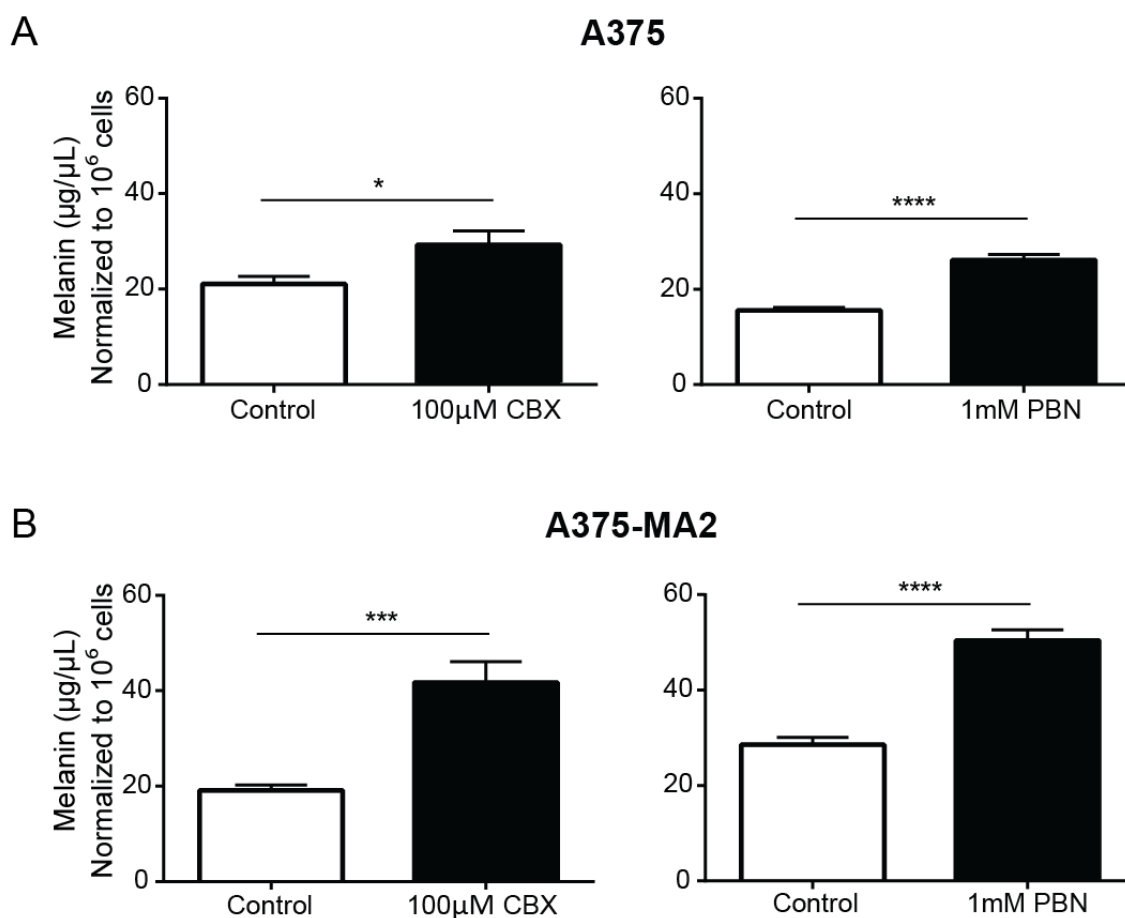 A
A375
Melanin (µg/µL)
Normalized to 10⁶ cells
60
40
20
0
*
Control
100µM CBX
60
40
20
0
****
Control
1mM PBN
B
A375-MA2
Melanin (µg/µL)
Normalized to 10⁶ cells
60
40
20
0
***
Control
100µM CBX
60
40
20
0
****
Control
1mM PBN